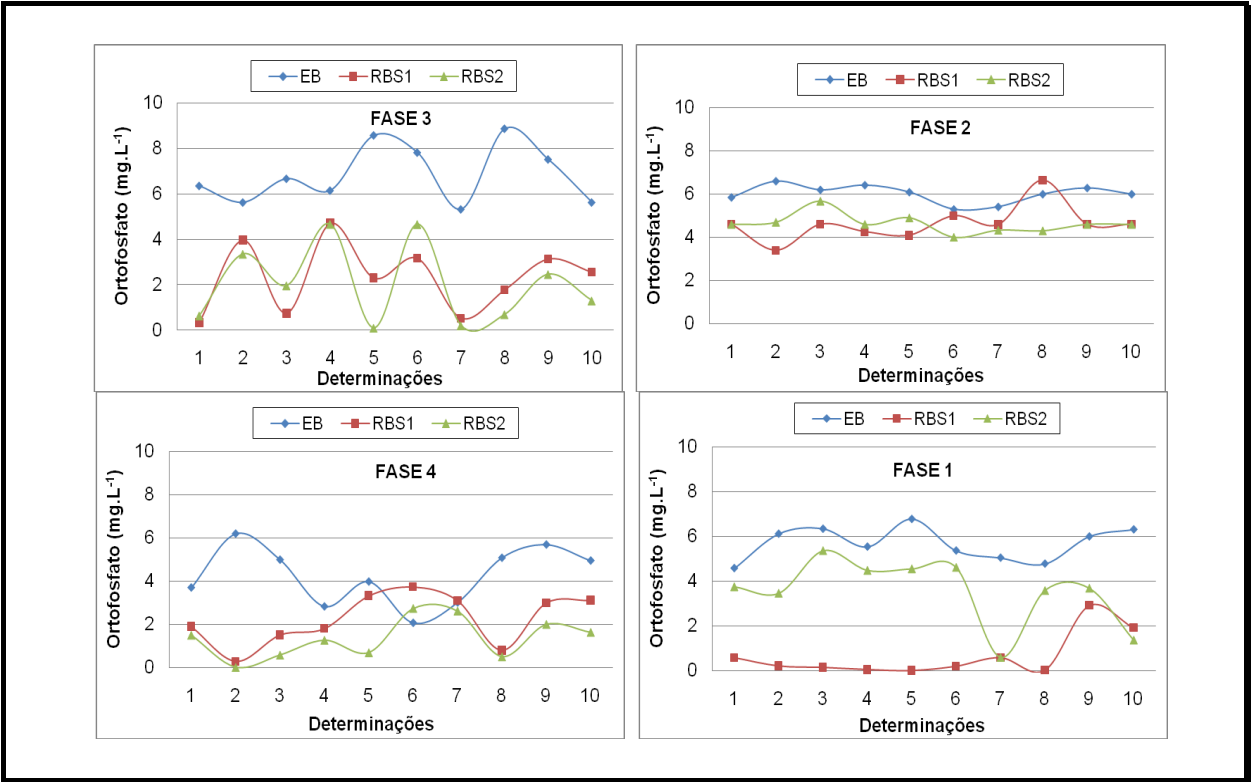 EB RBS1 RBS2
FASE 3
Ortofosfato (mg.L-1)
10
8
6
4
2
0
1 2 3 4 5 6 7 8 9 10
Determinações
EB RBS1 RBS2
FASE 2
Ortofosfato (mg.L-1)
10
8
6
4
2
0
1 2 3 4 5 6 7 8 9 10
Determinações
EB RBS1 RBS2
FASE 4
Ortofosfato (mg.L-1)
10
8
6
4
2
0
1 2 3 4 5 6 7 8 9 10
Determinações
EB RBS1 RBS2
FASE 1
Ortofosfato (mg.L-1)
10
8
6
4
2
0
1 2 3 4 5 6 7 8 9 10
Determinações